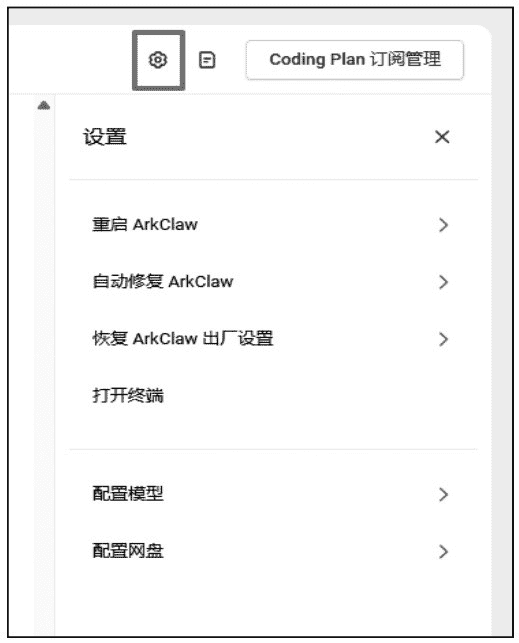 Coding Plan 订阅管理
设置
重启 ArkClaw
自动修复 ArkClaw
恢复 ArkClaw 出厂设置
打开终端
配置模型
配置网盘